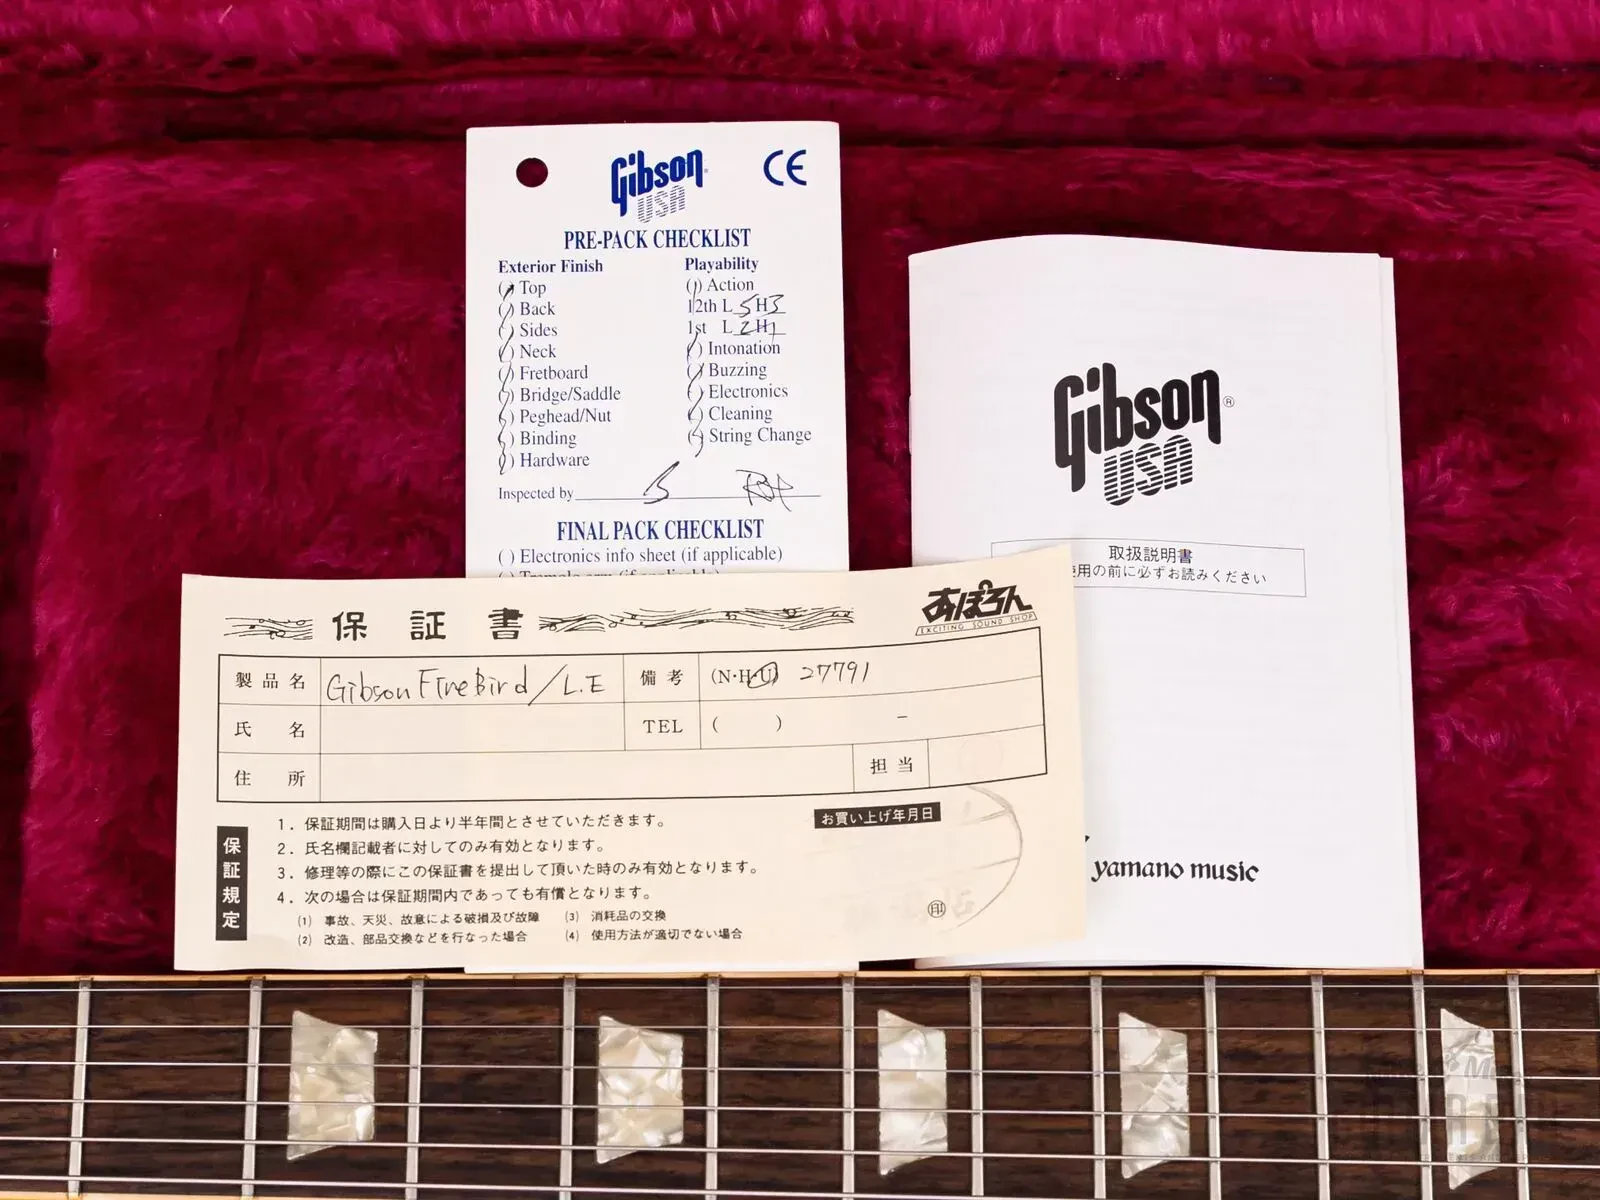 Gibson
USA
CE
PRE-PACK CHECKLIST
Exterior Finish
( ) Top
( ) Back
( ) Sides
( ) Neck
( ) Fretboard
( ) Bridge/Saddle
( ) Peghead/Nut
( ) Binding
( ) Hardware
Playability
( ) Action
12th L 5 H 3
1st L 2 H 1
( ) Intonation
( ) Buzzing
( ) Electronics
( ) Cleaning
( ) String Change
Inspected by
FINAL PACK CHECKLIST
( ) Electronics info sheet (if applicable)
Gibson®
USA
取扱説明書
使用の前に必ずお読みください
yamano music
保証書
あぽろん
EXCITING SOUND SHOP
製品名 Gibson FireBird/L.E 備考 (N・H・U) 27791
氏名 TEL ( ) −
住所 担当
保証規定
1. 保証期間は購入日より半年間とさせていただきます。
2. 氏名欄記載者に対してのみ有効となります。
3. 修理等の際にこの保証書を提出して頂いた時のみ有効となります。
4. 次の場合は保証期間内であっても有償となります。
(1) 事故、天災、故意による破損及び故障 (3) 消耗品の交換
(2) 改造、部品交換などを行なった場合 (4) 使用方法が適切でない場合
お買い上げ年月日
印